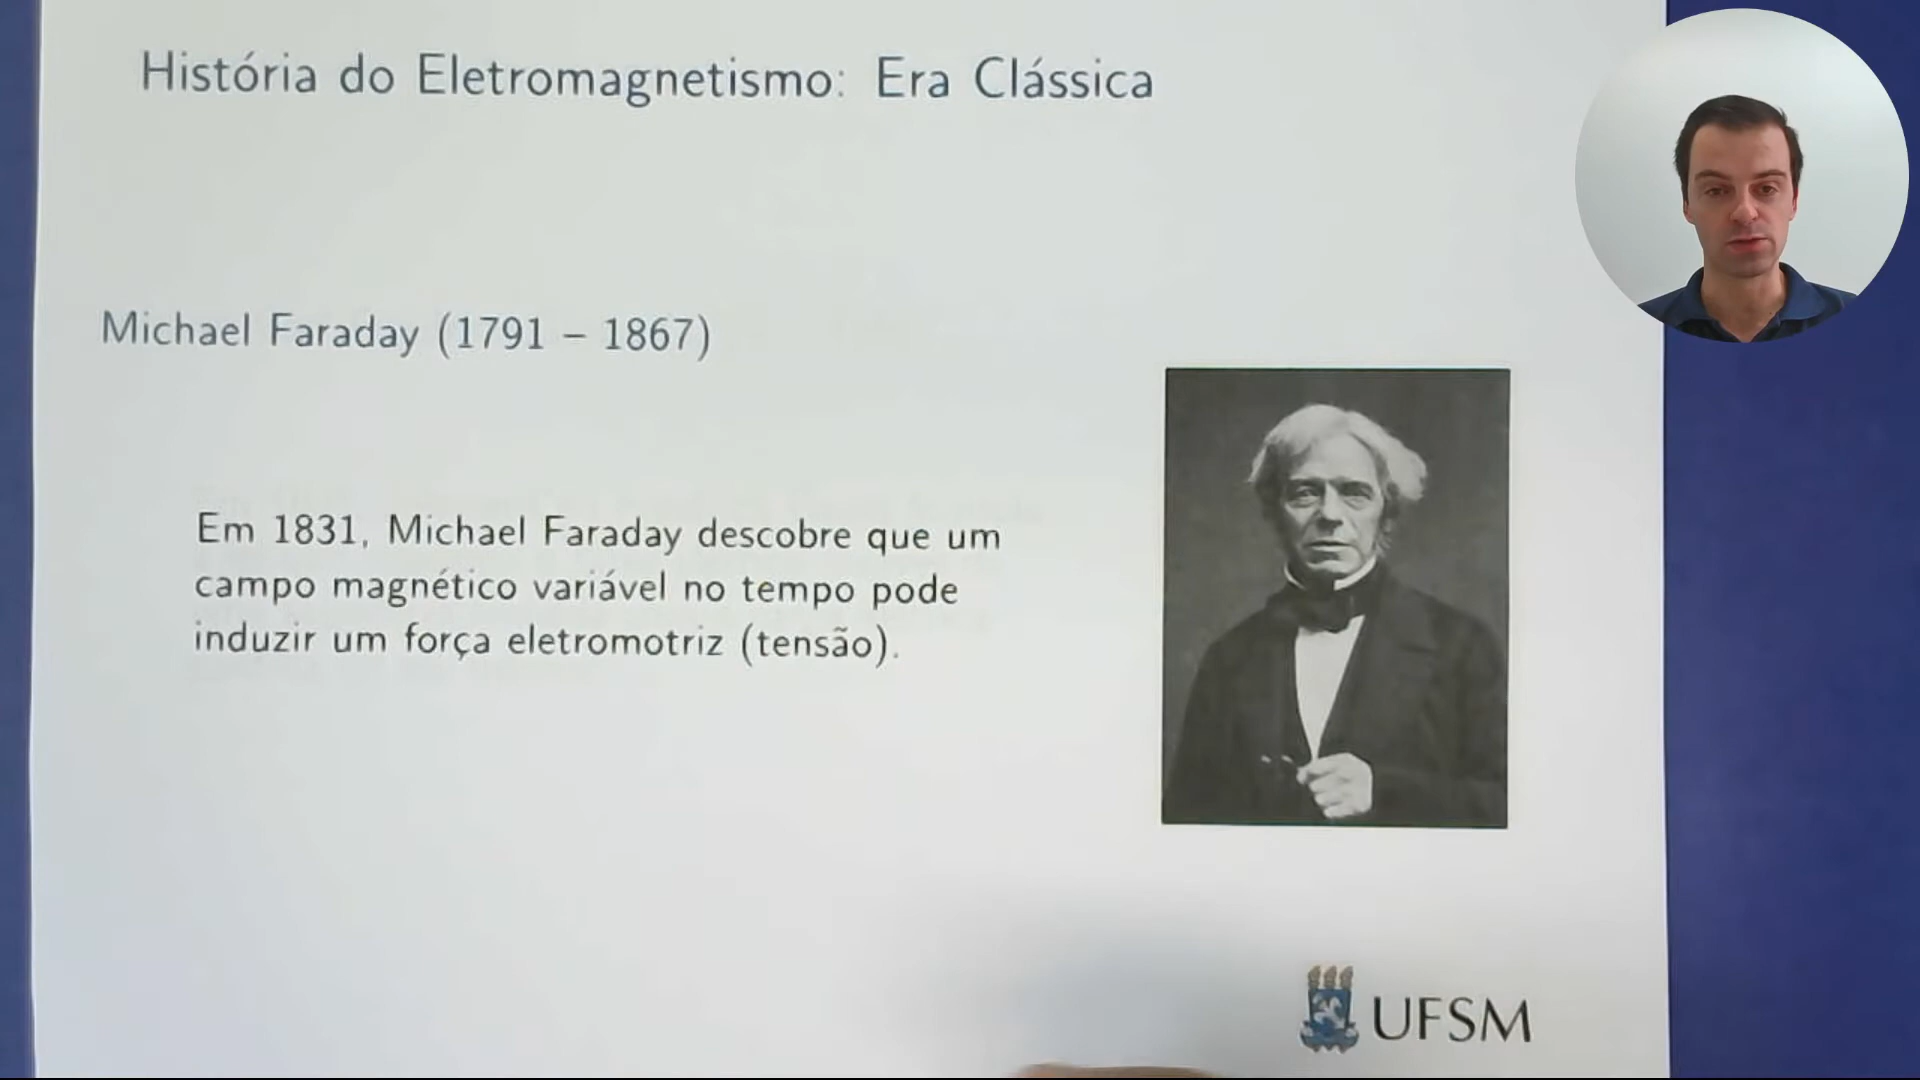 História do Eletromagnetismo: Era Clássica
Michael Faraday (1791 – 1867)
Em 1831, Michael Faraday descobre que um
campo magnético variável no tempo pode
induzir um força eletromotriz (tensão).
UFSM